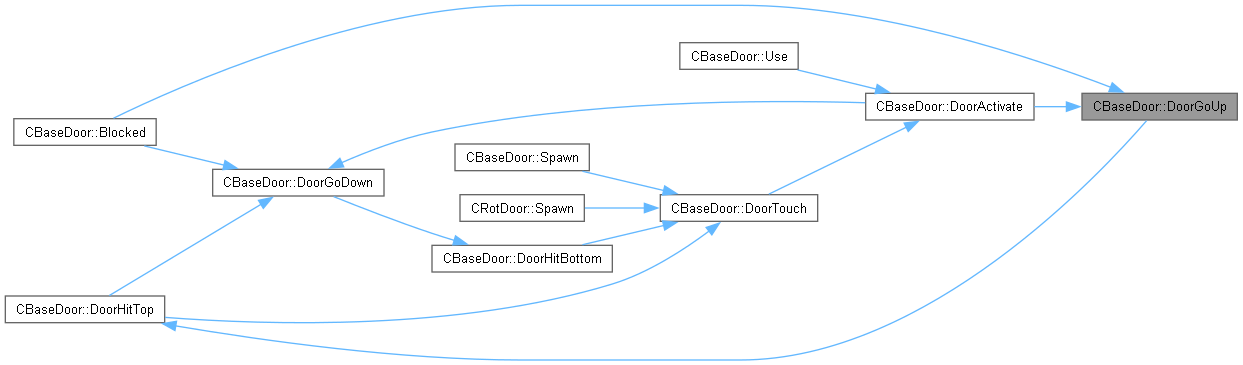 CBaseDoor::Use
CBaseDoor::DoorActivate
CBaseDoor::DoorGoUp
CBaseDoor::Blocked
CBaseDoor::Spawn
CBaseDoor::DoorGoDown
CRotDoor::Spawn
CBaseDoor::DoorTouch
CBaseDoor::DoorHitBottom
CBaseDoor::DoorHitTop